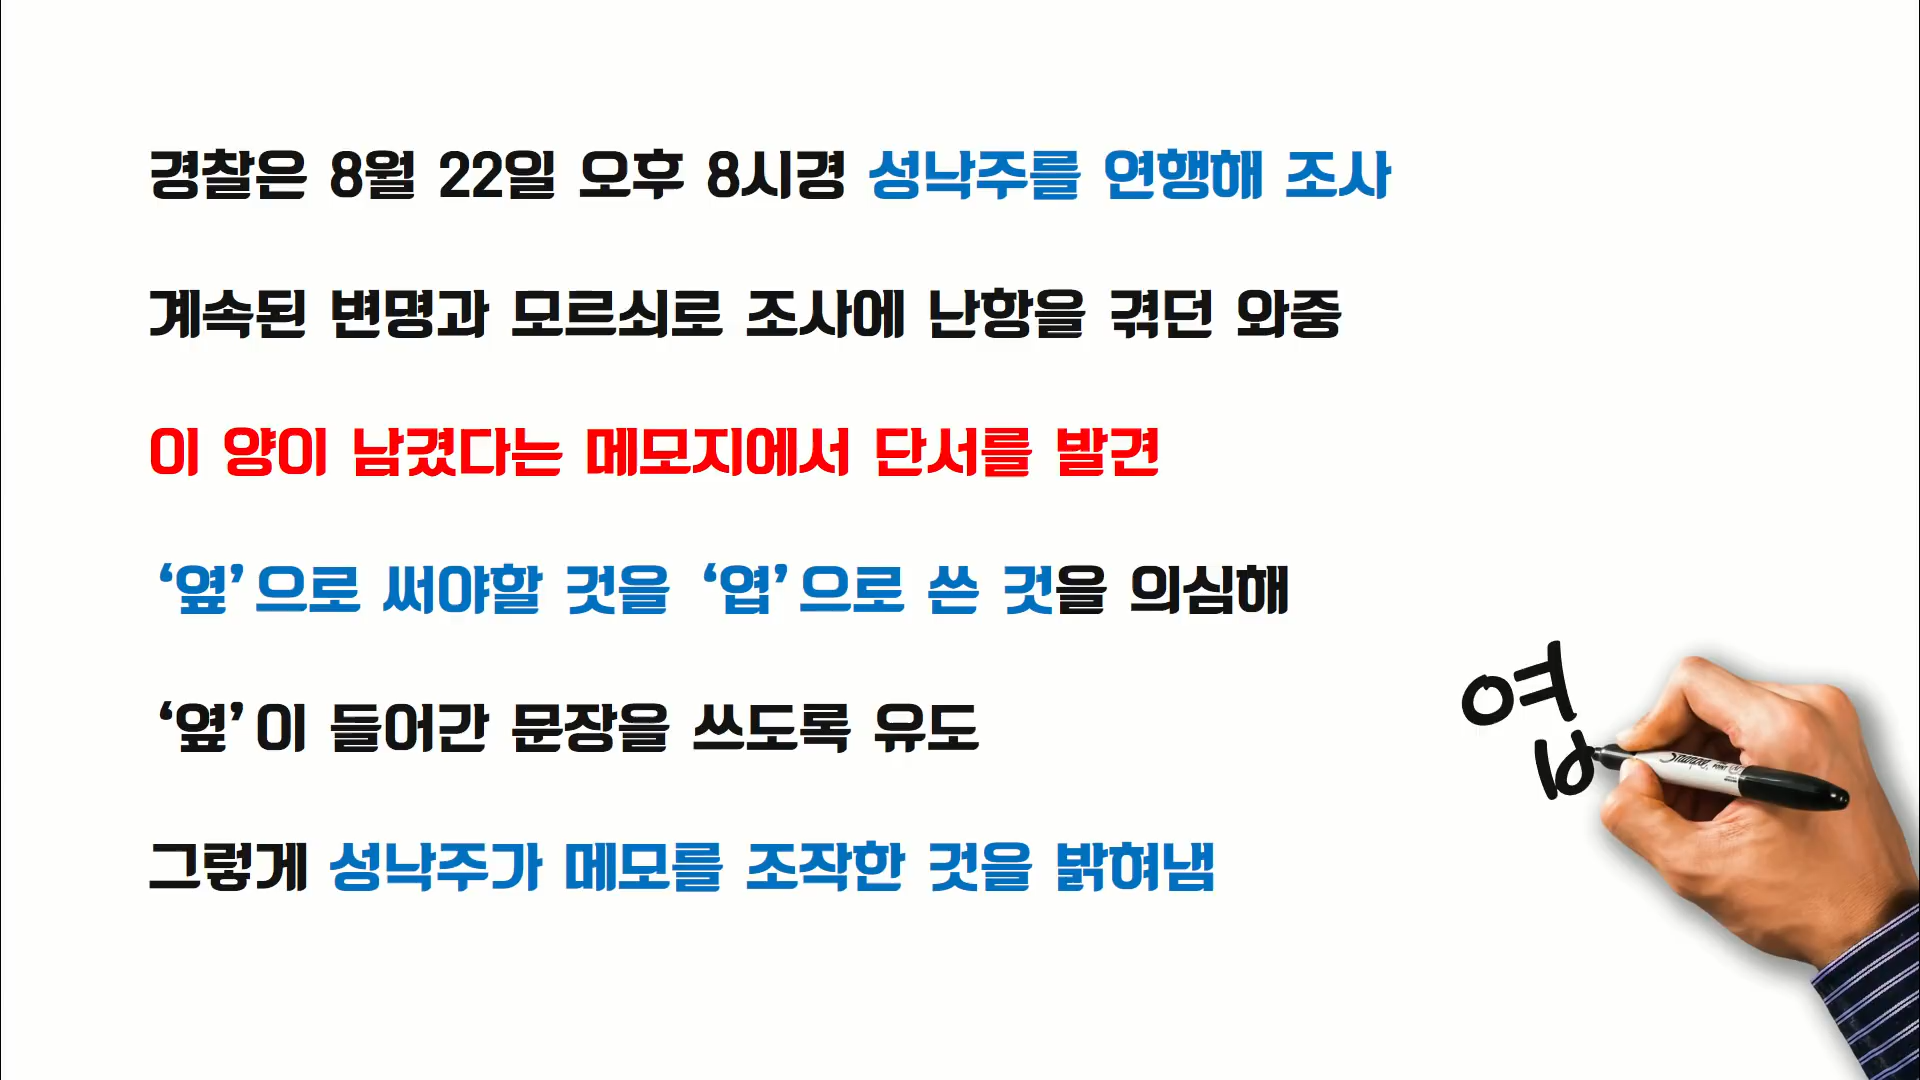 경찰은 8월 22일 오후 8시경 성낙주를 연행해 조사
계속된 변명과 모르쇠로 조사에 난항을 겪던 와중
이 양이 남겼다는 메모지에서 단서를 발견
‘옆’으로 써야할 것을 ‘엽’으로 쓴 것을 의심해
‘옆’이 들어간 문장을 쓰도록 유도
그렇게 성낙주가 메모를 조작한 것을 밝혀냄
엽
Sharpie